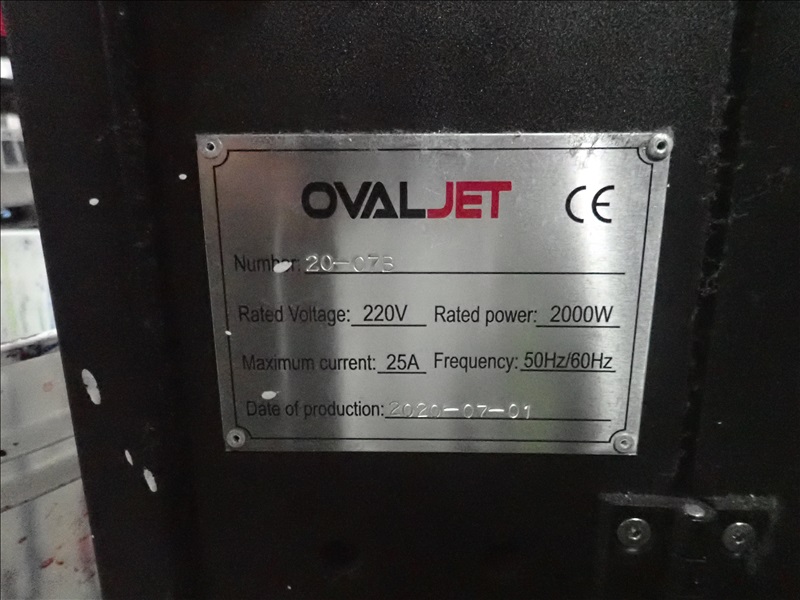 OVALJET CE
Number: 20-073
Rated Voltage: 220V Rated power: 2000W
Maximum current: 25A Frequency: 50Hz/60Hz
Date of production: 2020-07-01